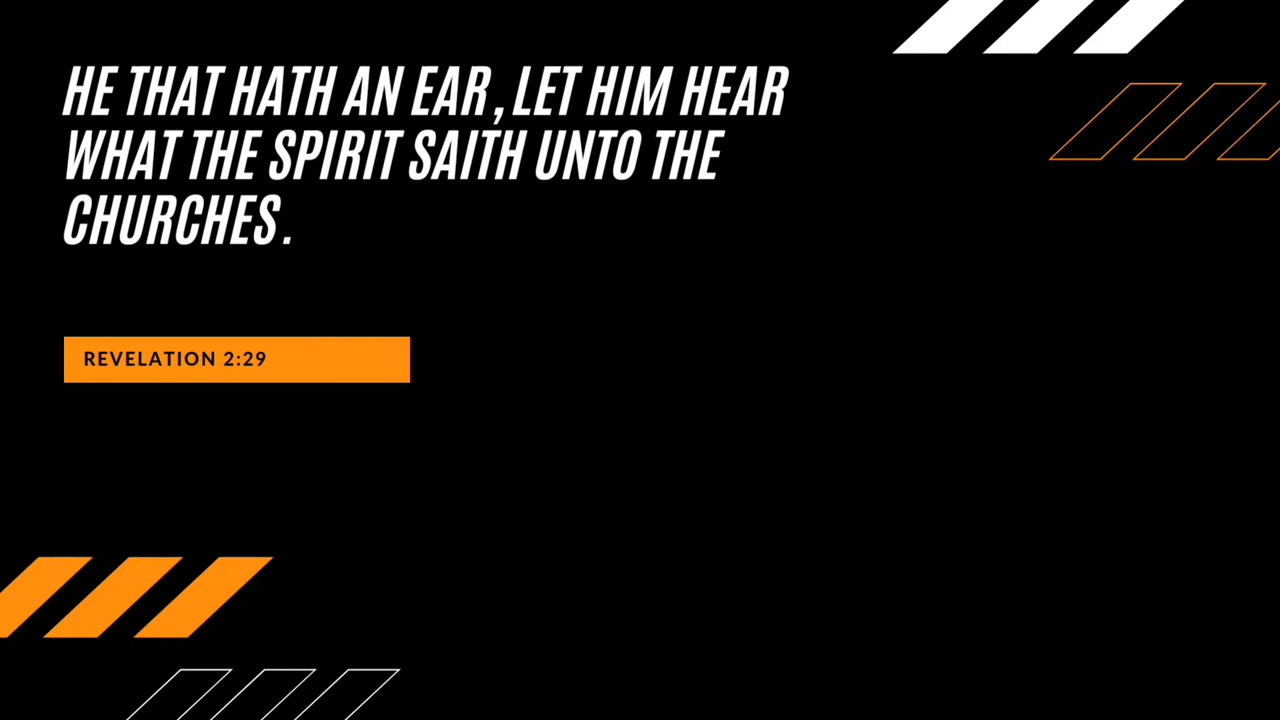 HE THAT HATH AN EAR, LET HIM HEAR
WHAT THE SPIRIT SAITH UNTO THE
CHURCHES.
REVELATION 2:29